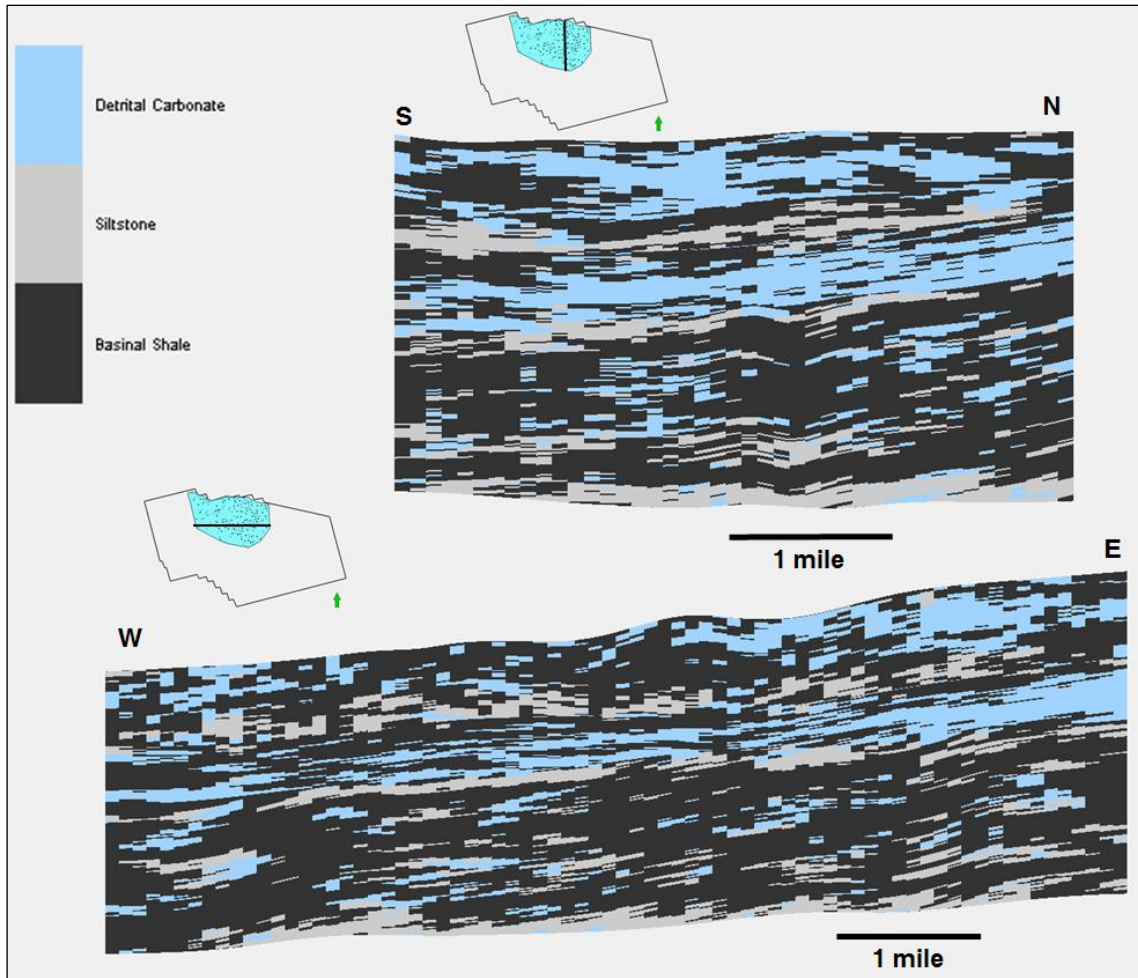 Detrital Carbonate
Siltstone
Basinal Shale
S
N
1 mile
W
E
1 mile